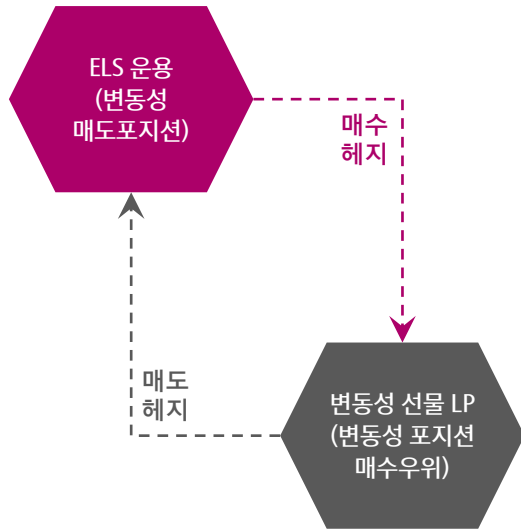 ELS 운용
(변동성
매도포지션)
매수
헤지
매도
헤지
변동성 선물 LP
(변동성 포지션
매수우위)